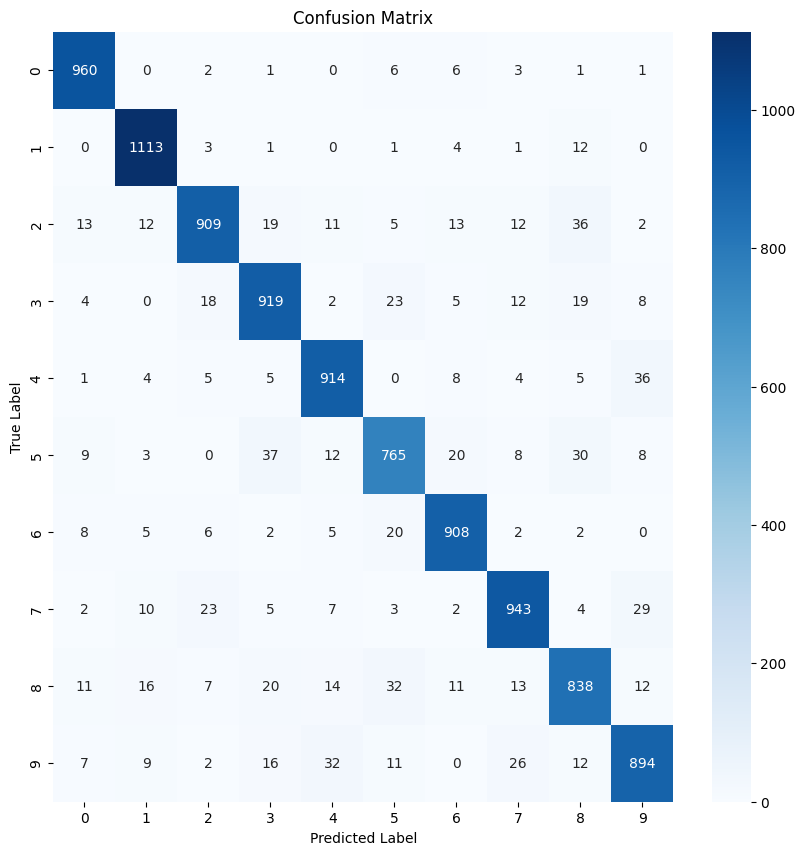 Confusion Matrix
0 960 0 2 1 0 6 6 3 1 1
1 0 1113 3 1 0 1 4 1 12 0
2 13 12 909 19 11 5 13 12 36 2
3 4 0 18 919 2 23 5 12 19 8
4 1 4 5 5 914 0 8 4 5 36
5 9 3 0 37 12 765 20 8 30 8
6 8 5 6 2 5 20 908 2 2 0
7 2 10 23 5 7 3 2 943 4 29
8 11 16 7 20 14 32 11 13 838 12
9 7 9 2 16 32 11 0 26 12 894
0 1 2 3 4 5 6 7 8 9
Predicted Label
True Label
1000
800
600
400
200
0